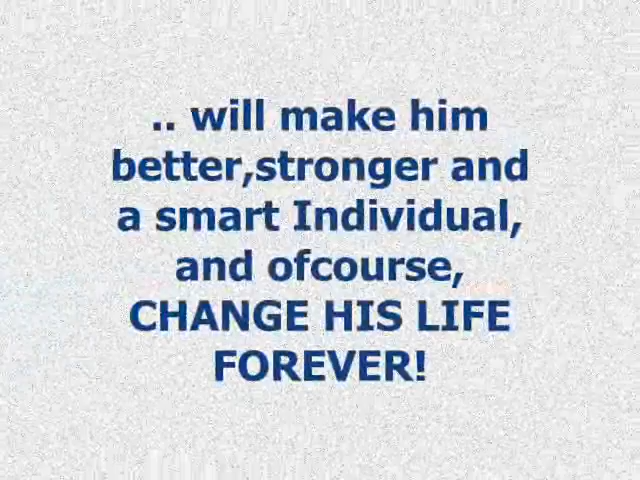 .. will make him
better,stronger and
a smart Individual,
and ofcourse,
CHANGE HIS LIFE
FOREVER!